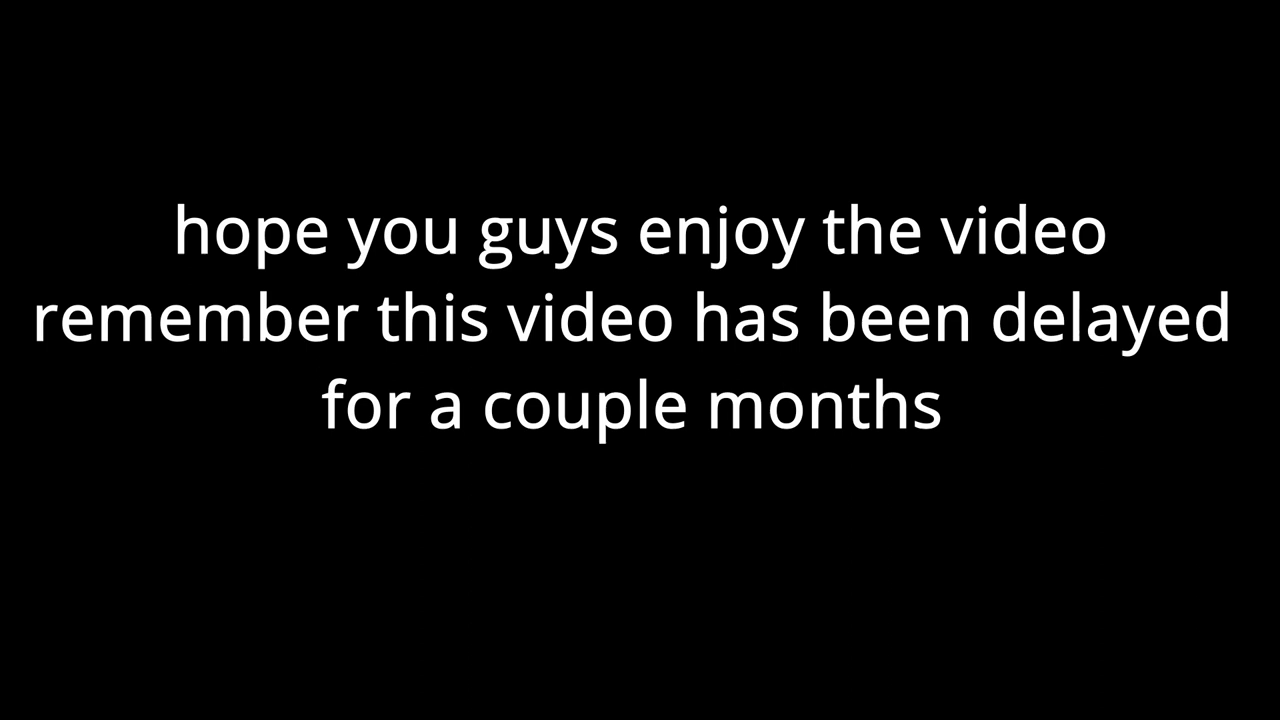 hope you guys enjoy the video
remember this video has been delayed
for a couple months